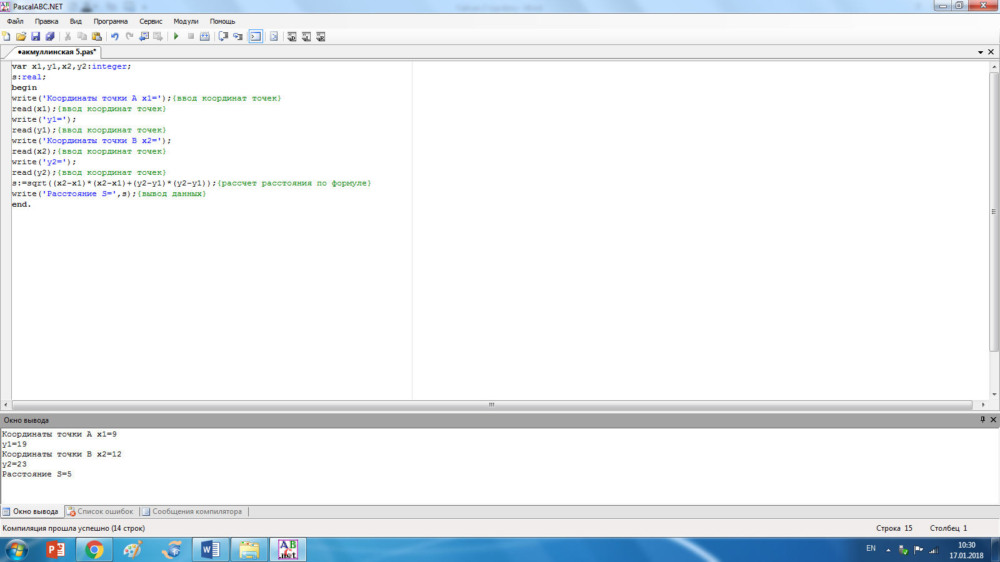 PascalABC.NET
Файл Правка Вид Программа Сервис Модули Помощь
•акмуллинская 5.pas*
var x1,y1,x2,y2:integer;
s:real;
begin
write('Координаты точки A x1=');{ввод координат точек}
read(x1);{ввод координат точек}
write('y1=');
read(y1);{ввод координат точек}
write('Координаты точки B x2=');
read(x2);{ввод координат точек}
write('y2=');
read(y2);{ввод координат точек}
s:=sqrt((x2-x1)*(x2-x1)+(y2-y1)*(y2-y1));{рассчет расстояния по формуле}
write('Расстояние S=',s);{вывод данных}
end.
Окно вывода
Координаты точки A x1=9
y1=19
Координаты точки B x2=12
y2=23
Расстояние S=5
Окно вывода Список ошибок Сообщения компилятора
Компиляция прошла успешно (14 строк) Строка 15 Столбец 1
EN 10:30
17.01.2018